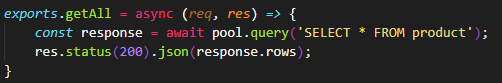 exports.getAll = async (req, res) => {
    const response = await pool.query('SELECT * FROM product');
    res.status(200).json(response.rows);
}